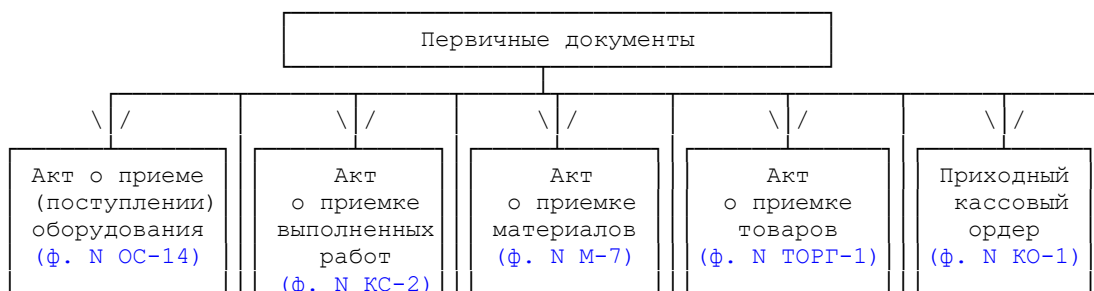 Первичные документы
Акт о приеме
(поступлении)
оборудования
(ф. N ОС-14)
Акт
о приемке
выполненных
работ
(ф. N КС-2)
Акт
о приемке
материалов
(ф. N М-7)
Акт
о приемке
товаров
(ф. N ТОРГ-1)
Приходный
кассовый
ордер
(ф. N КО-1)